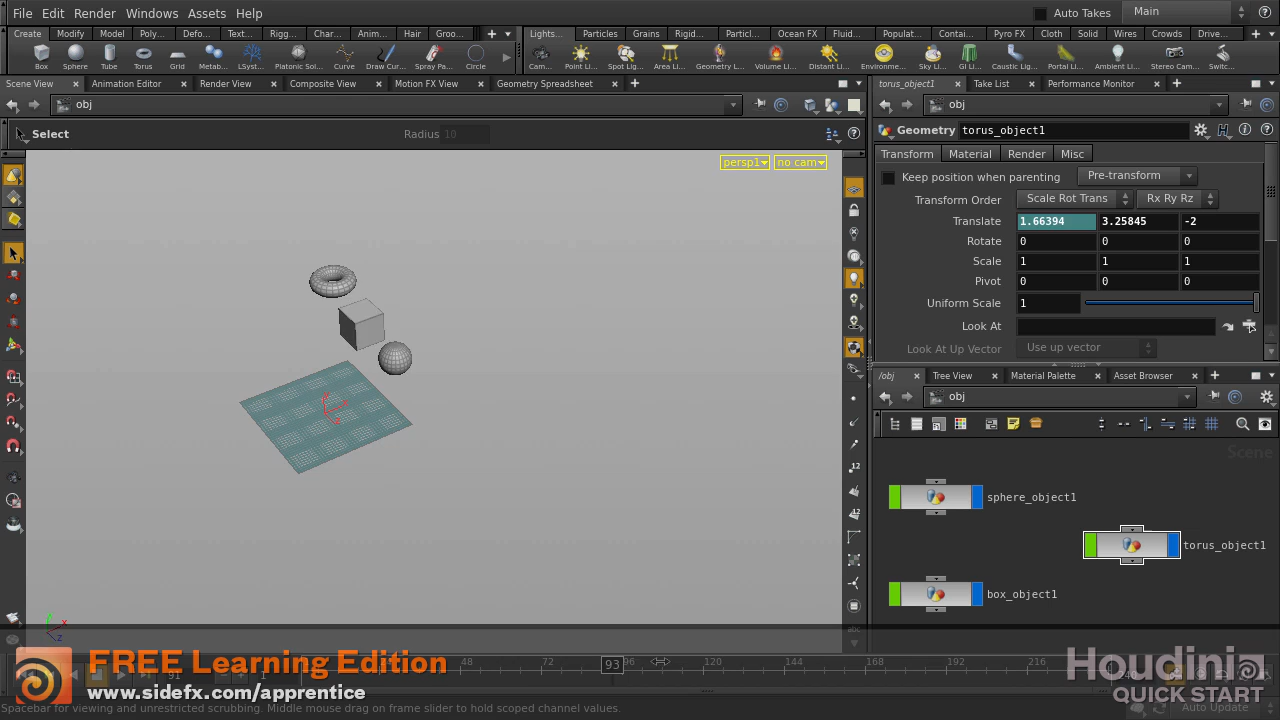 File Edit Render Windows Assets Help Auto Takes Main
Create Modify Model Poly... Defo... Text... Rigg... Char... Anim... Hair Groo... Lights... Particles Grains Rigid... Particl... Ocean FX Fluid... Populat... Contai... Pyro FX Cloth Solid Wires Crowds Drive...
Box Sphere Tube Torus Grid Metab... LSyst... Platonic Sol... Curve Draw Cur... Spray Pa... Circle Cam... Point Li... Spot Lig... Area Li... Geometry L... Volume Li... Distant Li... Environme... Sky Li... GI Li... Caustic Lig... Portal Li... Ambient Li... Stereo Cam... Switc...
Scene View Animation Editor Render View Composite View Motion FX View Geometry Spreadsheet
obj
Select Radius 10
persp1 no cam
torus_object1 Take List Performance Monitor
obj
Geometry torus_object1
Transform Material Render Misc
Keep position when parenting Pre-transform
Transform Order Scale Rot Trans Rx Ry Rz
Translate 1.66394 3.25845 -2
Rotate 0 0 0
Scale 1 1 1
Pivot 0 0 0
Uniform Scale 1
Look At
Look At Up Vector Use up vector
/obj Tree View Material Palette Asset Browser
obj
Scene
sphere_object1
torus_object1
box_object1
x
z
48 72 93 96 120 144 168 192 216
91 1
FREE Learning Edition
www.sidefx.com/apprentice
Houdini
QUICK START
Spacebar for viewing and unrestricted scrubbing. Middle mouse drag on frame slider to hold scoped channel values.
Auto Update